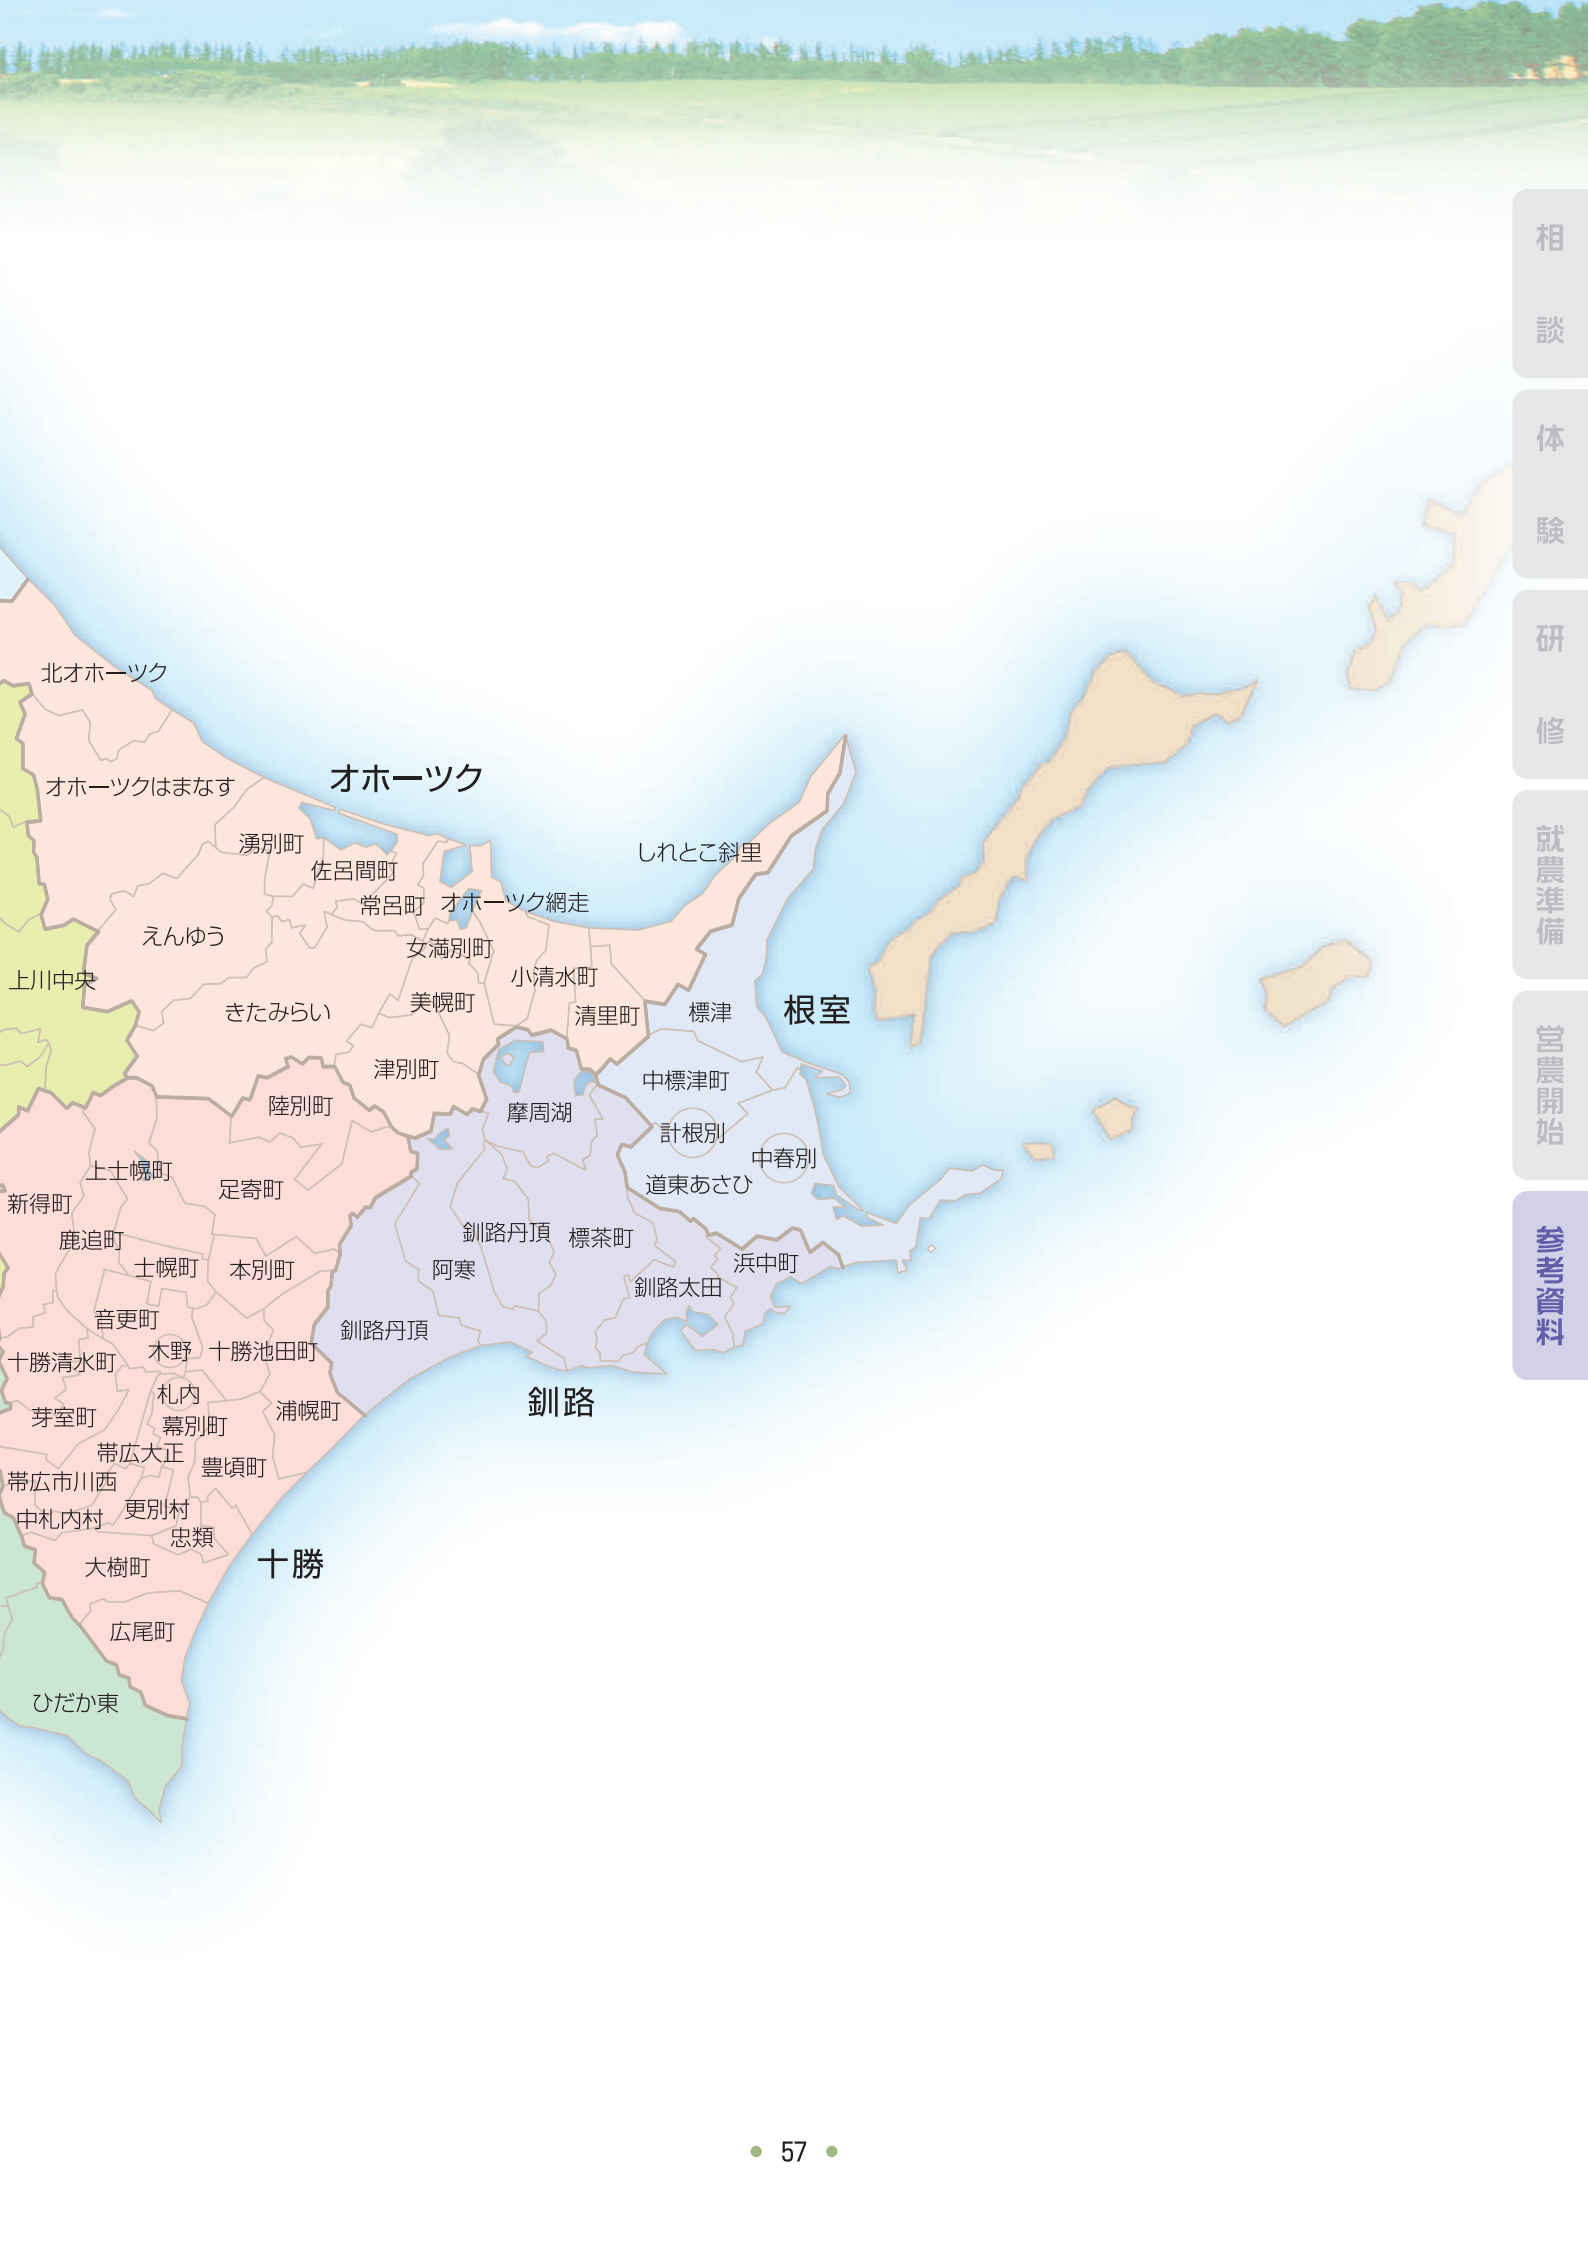 相談
体験
研修
就農準備
営農開始
参考資料
北オホーツク
オホーツクはまなす
オホーツク
湧別町
佐呂間町
常呂町
オホーツク網走
しれとこ斜里
えんゆう
女満別町
上川中央
小清水町
きたみらい
美幌町
清里町
標津
根室
津別町
中標津町
陸別町
摩周湖
計根別
中春別
上士幌町
足寄町
道東あさひ
新得町
鹿追町
釧路丹頂
標茶町
士幌町
本別町
阿寒
浜中町
釧路太田
音更町
釧路丹頂
木野
十勝池田町
十勝清水町
札内
釧路
芽室町
幕別町
浦幌町
帯広大正
豊頃町
帯広市川西
中札内村
更別村
忠類
十勝
大樹町
広尾町
ひだか東
57